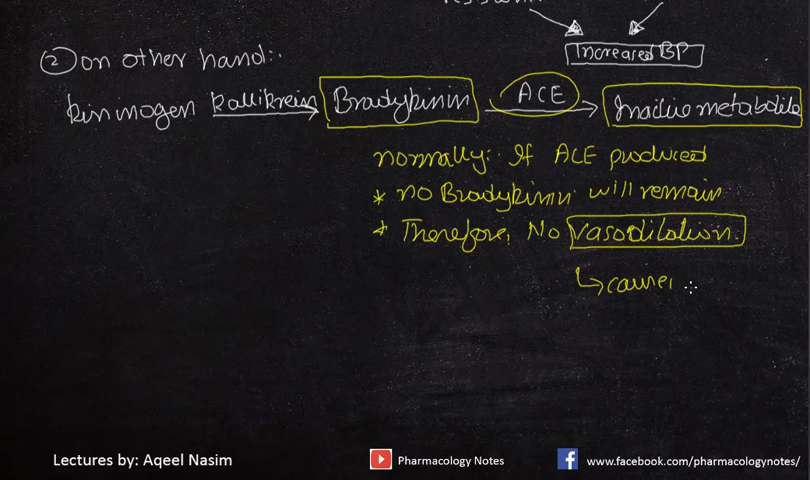 Increased BP
② on other hand:
kininogen kallikrein Bradykinin ACE Inactive metabolite
normally: If ACE produced
* no Bradykinin will remain
* Therefore, No vasodilation.
↳ causes
Lectures by: Aqeel Nasim
Pharmacology Notes
www.facebook.com/pharmacologynotes/